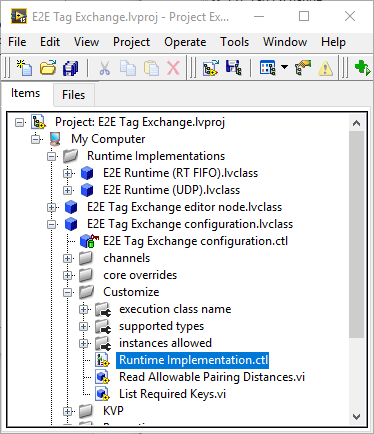 E2E Tag Exchange.lvproj - Project Ex...
File Edit View Project Operate Tools Window
Items Files
Project: E2E Tag Exchange.lvproj
My Computer
Runtime Implementations
E2E Runtime (RT FIFO).lvclass
E2E Runtime (UDP).lvclass
E2E Tag Exchange editor node.lvclass
E2E Tag Exchange configuration.lvclass
E2E Tag Exchange configuration.ctl
channels
core overrides
Customize
execution class name
supported types
instances allowed
Runtime Implementation.ctl
Read Allowable Pairing Distances.vi
List Required Keys.vi
KVP